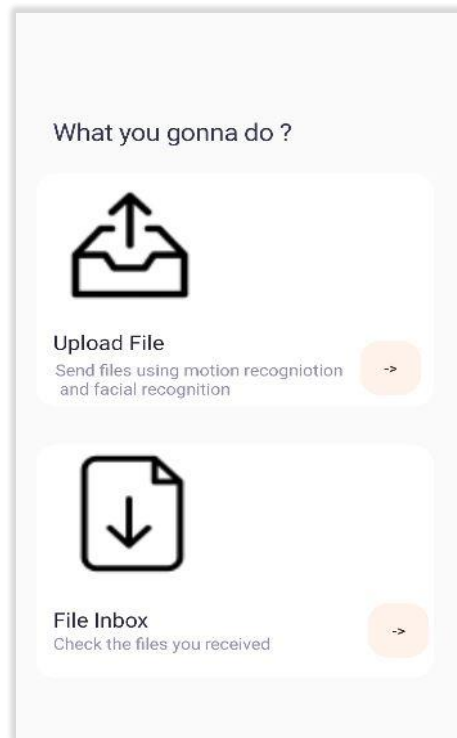 What you gonna do ?
Upload File
Send files using motion recogniotion
and facial recognition
->
File Inbox
Check the files you received
->